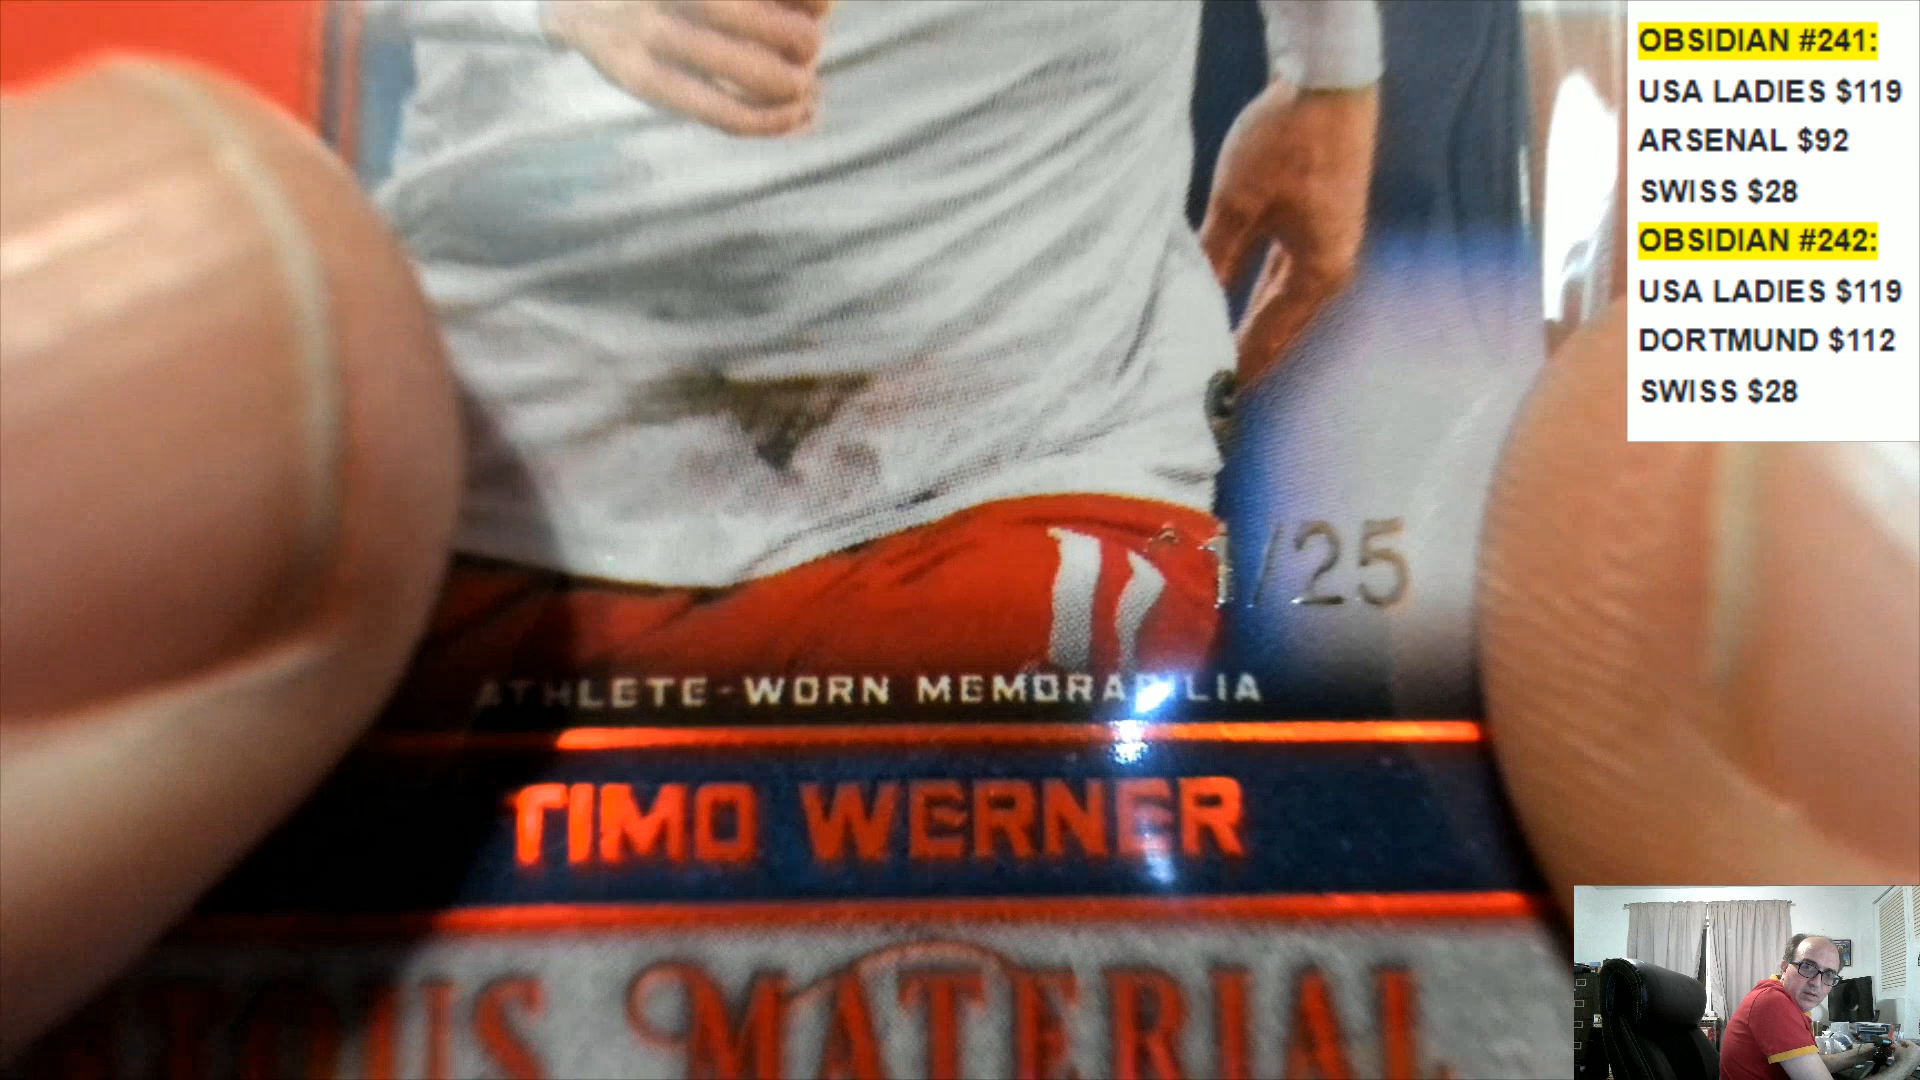 OBSIDIAN #241:
USA LADIES $119
ARSENAL $92
SWISS $28
OBSIDIAN #242:
USA LADIES $119
DORTMUND $112
SWISS $28
/25
ATHLETE-WORN MEMORABILIA
TIMO WERNER
MATERIAL